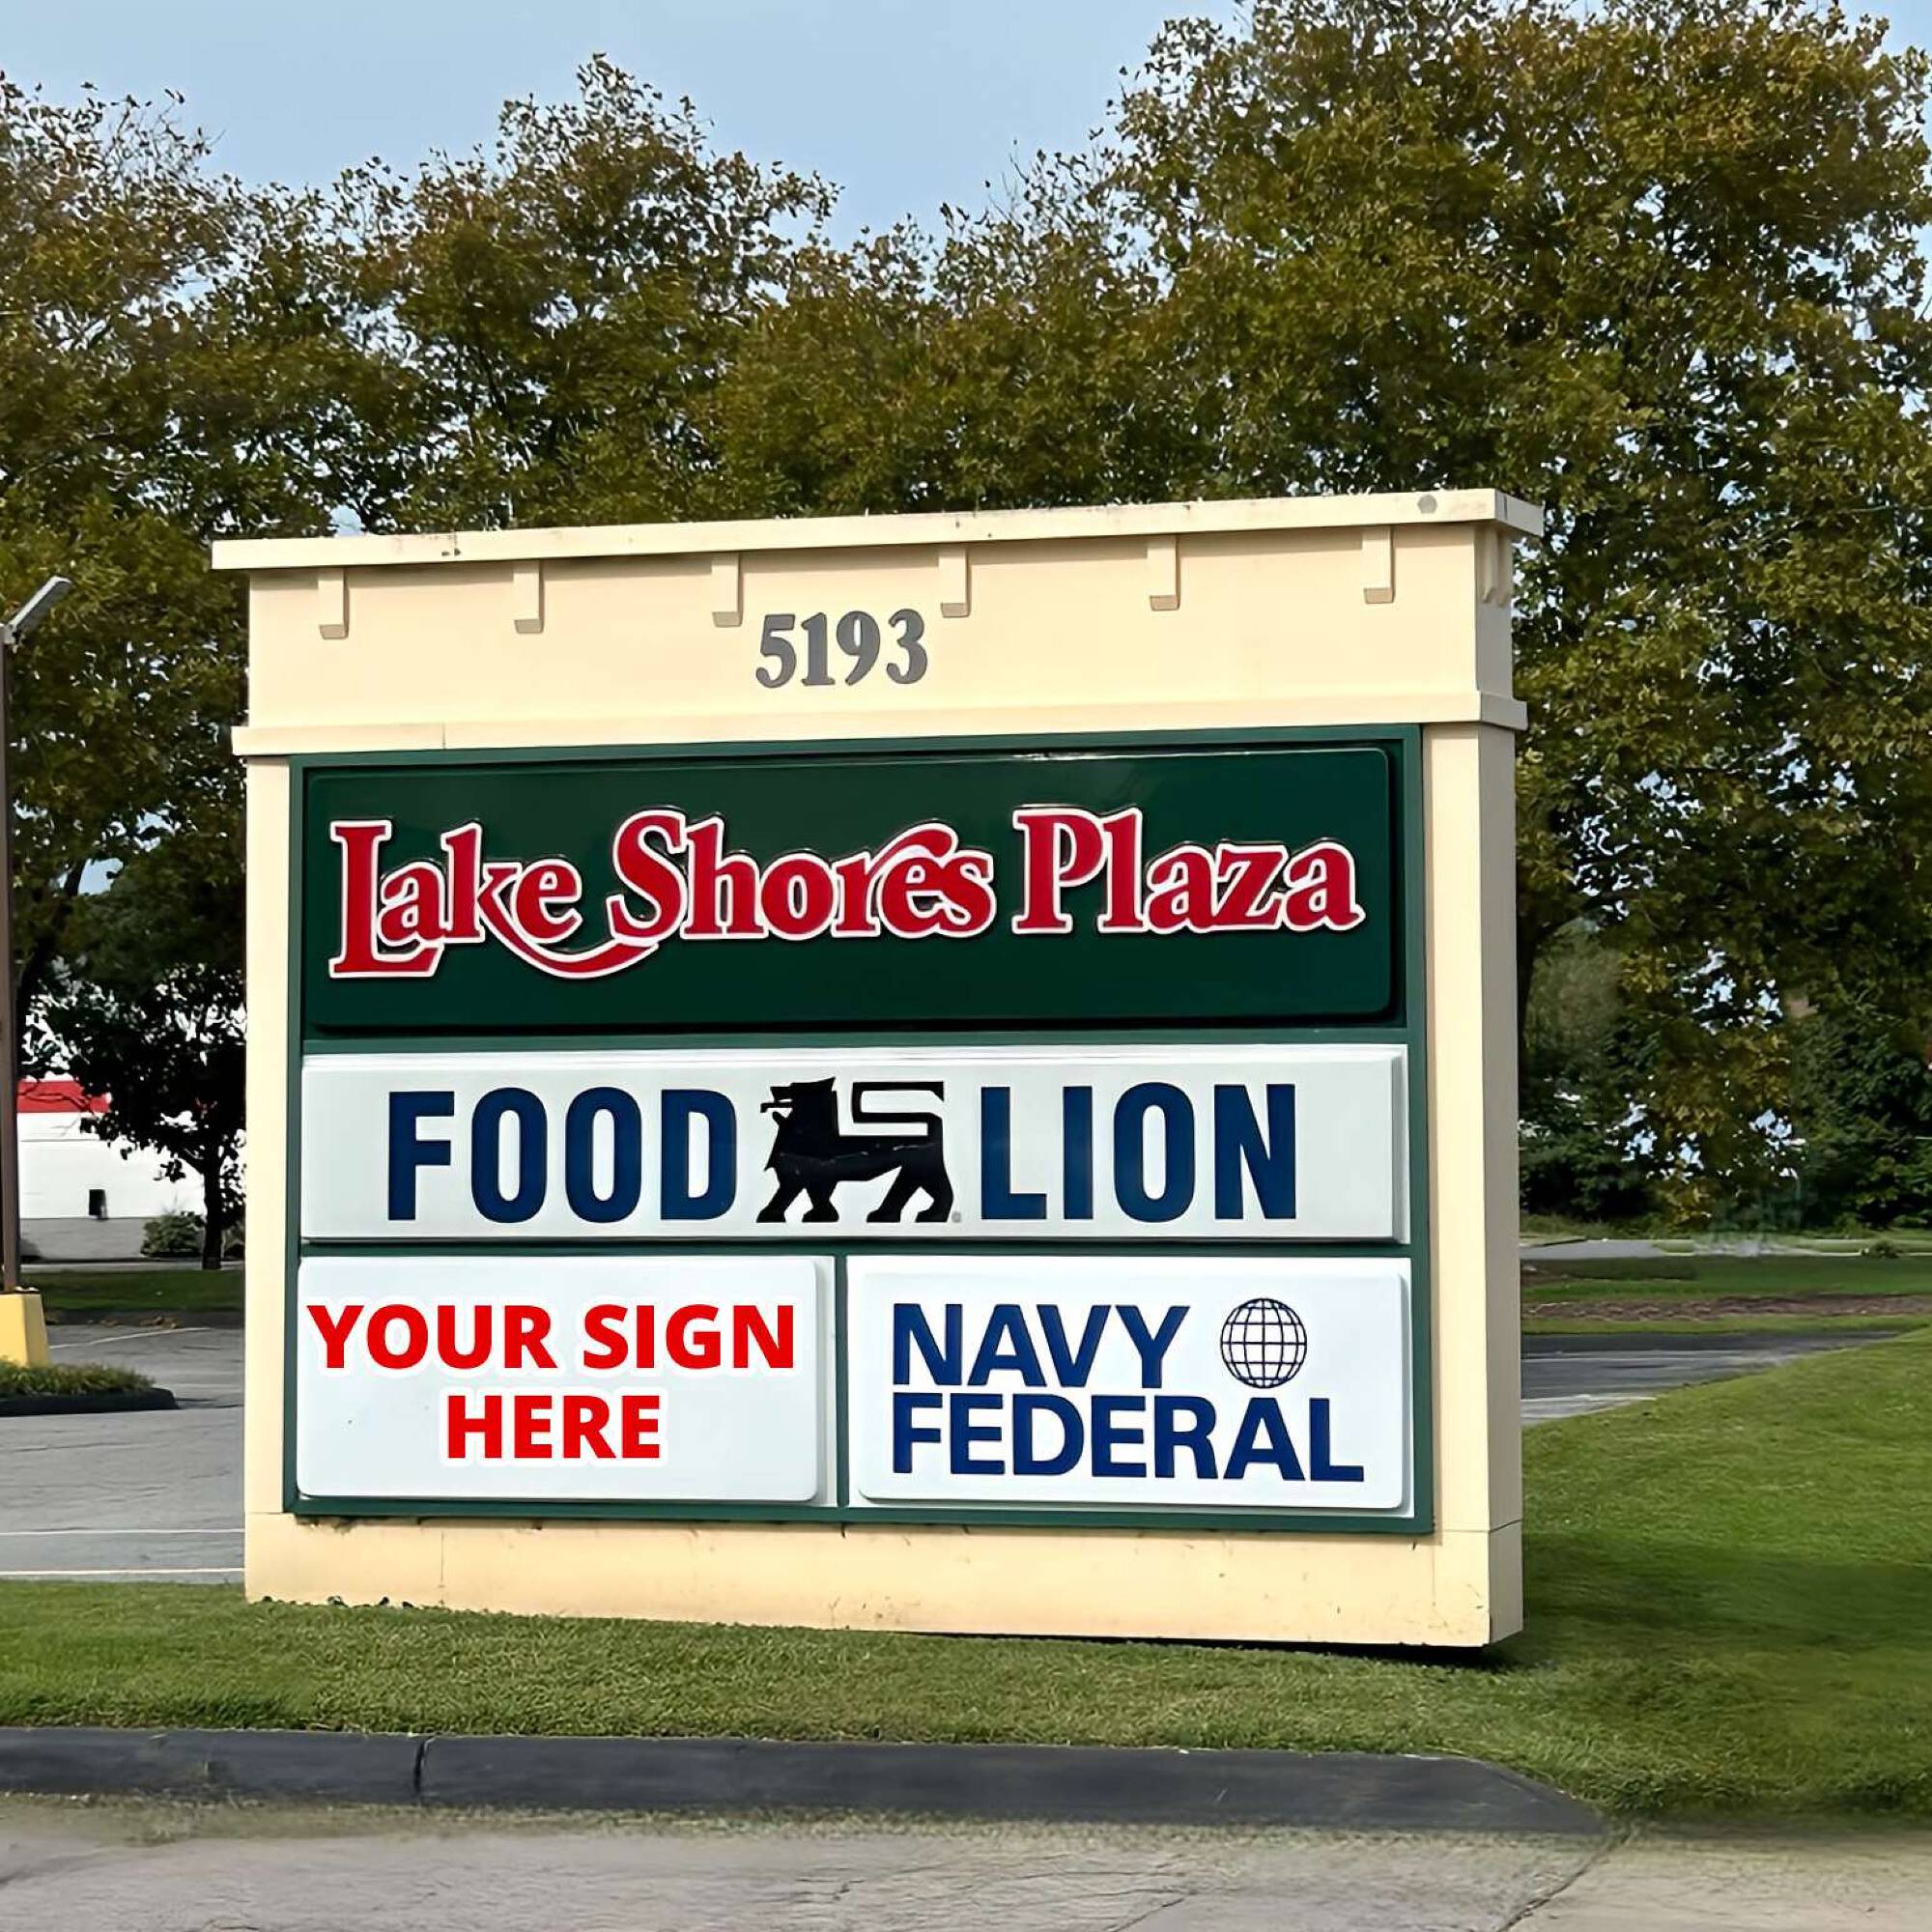 5193
Lake Shores Plaza
FOOD LION
YOUR SIGN
HERE
NAVY
FEDERAL